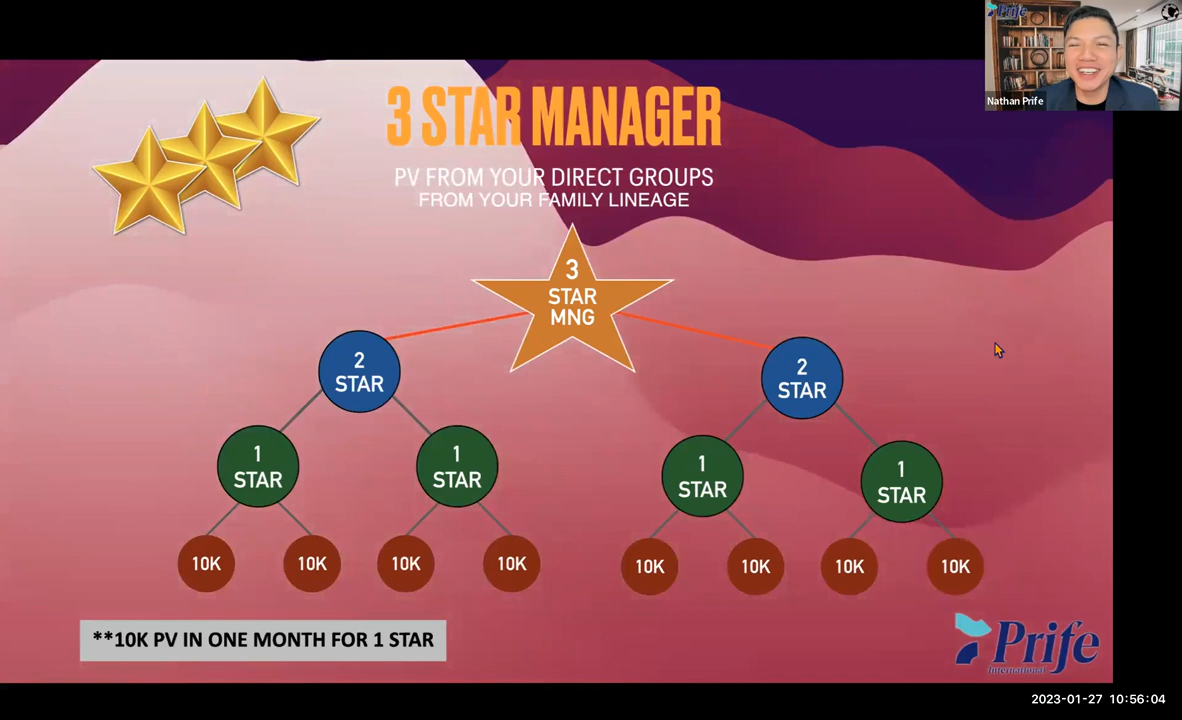 Prife
Nathan Prife
3 STAR MANAGER
PV FROM YOUR DIRECT GROUPS
FROM YOUR FAMILY LINEAGE
3
STAR
MNG
2
STAR
2
STAR
1
STAR
1
STAR
1
STAR
1
STAR
10K
10K
10K
10K
10K
10K
10K
10K
**10K PV IN ONE MONTH FOR 1 STAR
Prife
International
2023-01-27 10:56:04